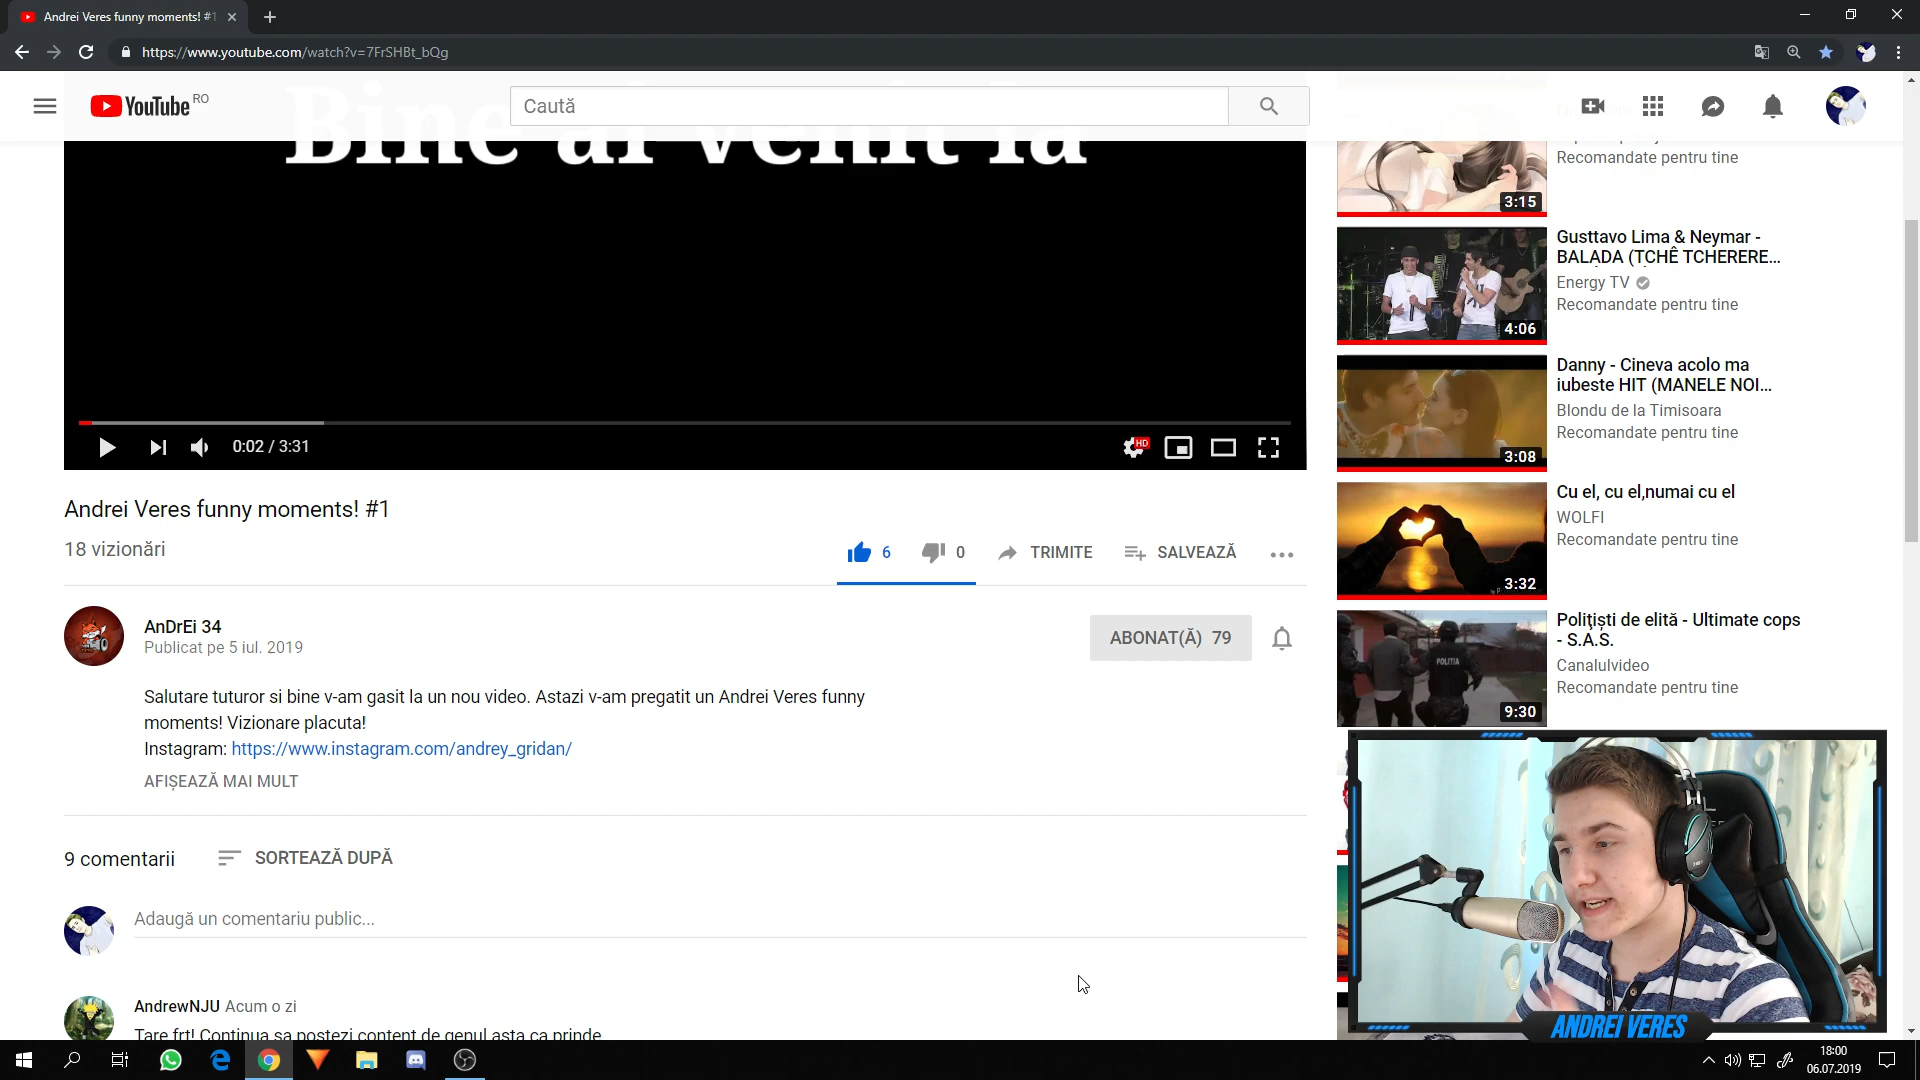 Andrei Veres funny moments! #1
https://www.youtube.com/watch?v=7FrSHBt_bQg
YouTube RO
Caută
Bine ai venit la
0:02 / 3:31
HD
Andrei Veres funny moments! #1
18 vizionări
6
0
TRIMITE
SALVEAZĂ
AnDrEi 34
Publicat pe 5 iul. 2019
ABONAT(Ă) 79
Salutare tuturor si bine v-am gasit la un nou video. Astazi v-am pregatit un Andrei Veres funny
moments! Vizionare placuta!
Instagram: https://www.instagram.com/andrey_gridan/
AFIȘEAZĂ MAI MULT
9 comentarii
SORTEAZĂ DUPĂ
Adaugă un comentariu public...
AndrewNJU Acum o zi
Tare frt! Continua sa postezi content de genul asta ca prinde
Recomandate pentru tine
3:15
Gusttavo Lima & Neymar -
BALADA (TCHÊ TCHERERE...
Energy TV
Recomandate pentru tine
4:06
Danny - Cineva acolo ma
iubeste HIT (MANELE NOI...
Blondu de la Timisoara
Recomandate pentru tine
3:08
Cu el, cu el,numai cu el
WOLFI
Recomandate pentru tine
3:32
Polițiști de elită - Ultimate cops
- S.A.S.
Canalulvideo
Recomandate pentru tine
POLITIA
9:30
ANDREI VERES
18:00
06.07.2019